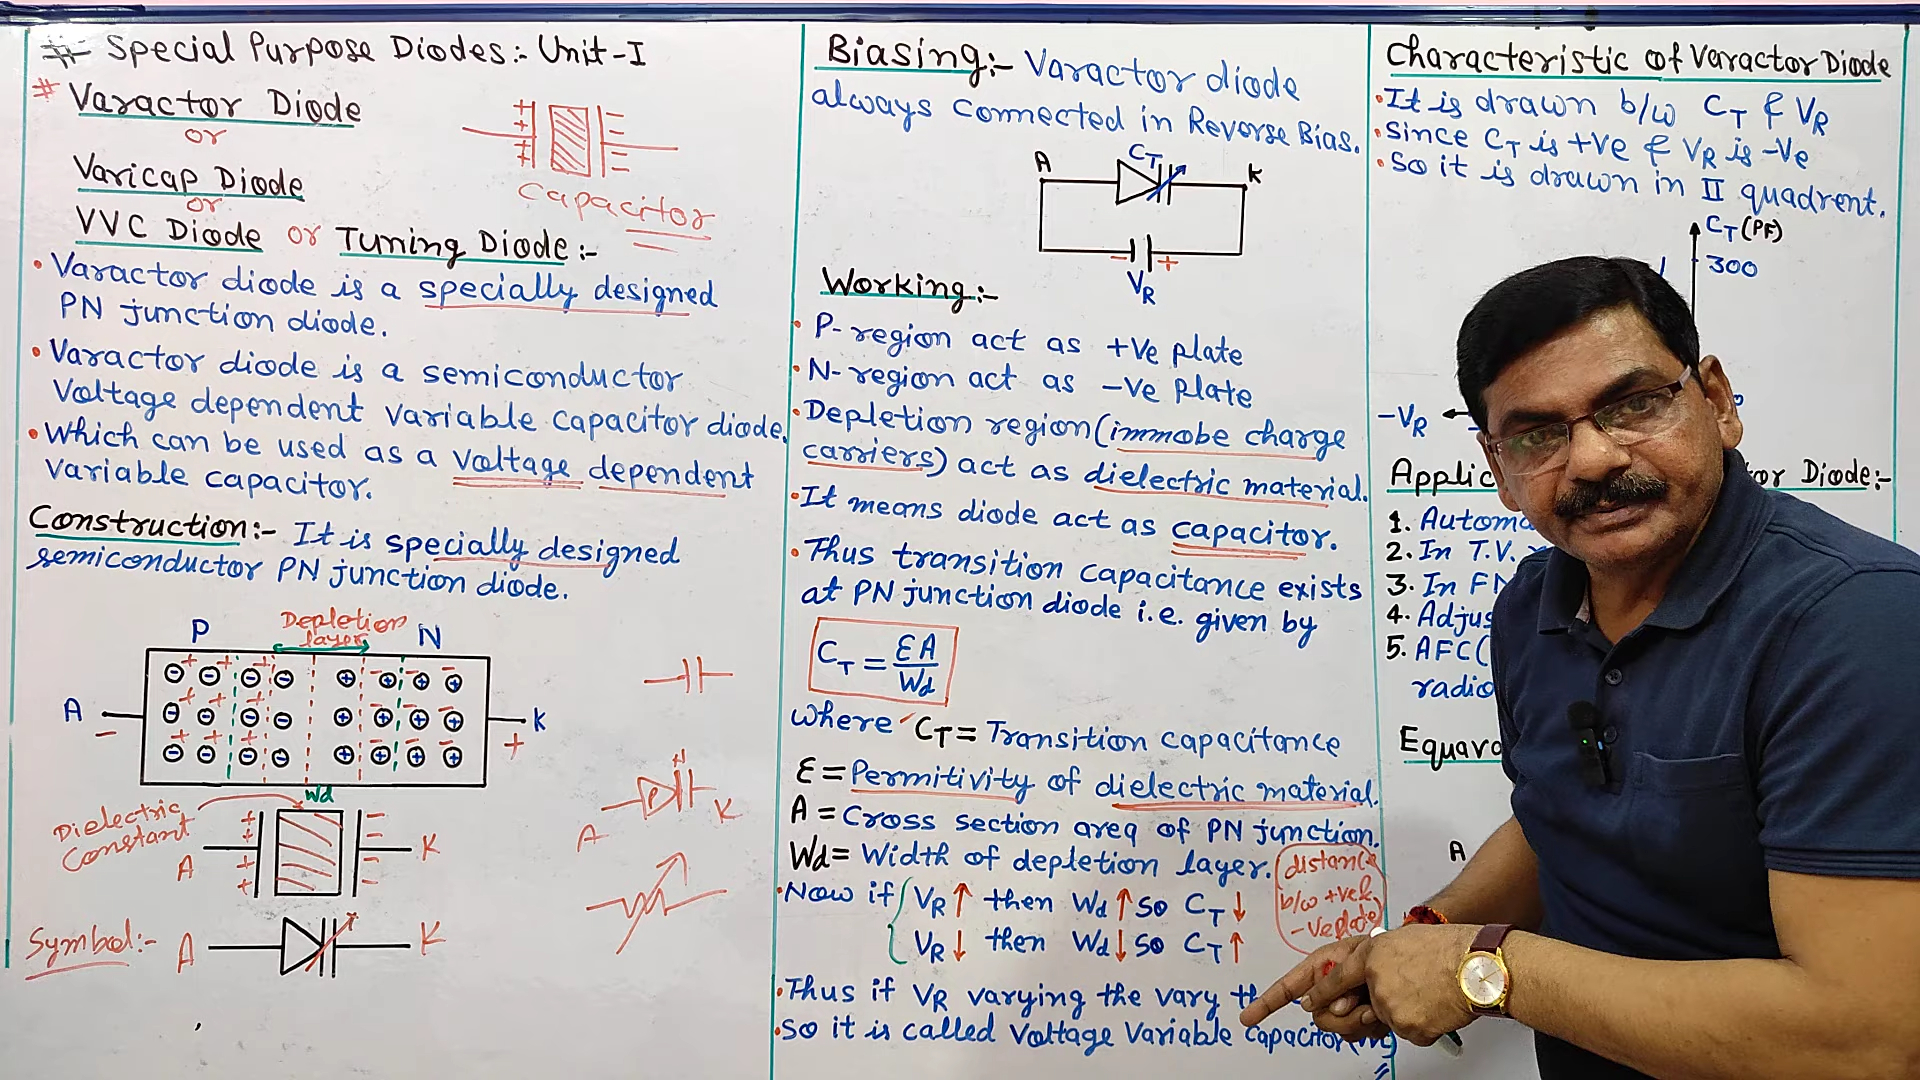 # Special Purpose Diodes:- Unit-I
* Varactor Diode
or
Varicap Diode
or
VVC Diode or Tuning Diode:-
Capacitor
• Varactor diode is a specially designed
PN junction diode.
• Varactor diode is a semiconductor
Voltage dependent variable capacitor diode.
• Which can be used as a voltage dependent
variable capacitor.
Construction:- It is specially designed
semiconductor PN junction diode.
Depletion
layer
P N
A K
- +
Wd
Dielectric
Constant
A K
Symbol:- A K
P N
A K
Biasing:- Varactor diode
always connected in Reverse Bias.
CT
A K
- +
VR
Working:-
• P-region act as +ve plate
• N-region act as -ve Plate
• Depletion region (immobe charge
carriers) act as dielectric material.
• It means diode act as capacitor.
• Thus transition capacitance exists
at PN junction diode i.e. given by
CT = εA/Wd
where CT = Transition capacitance
ε = Permitivity of dielectric material.
A = Cross section area of PN junction.
Wd = Width of depletion layer.
distance
b/w +ve &
-ve plate
• Now if VR ↑ then Wd ↑ so CT ↓
VR ↓ then Wd ↓ so CT ↑
• Thus if VR varying the vary
• So it is called Voltage Variable Capacitor
Characteristic of Varactor Diode
• It is drawn b/w CT & VR
• Since CT is +ve & VR is -ve
• So it is drawn in II quadrent.
CT (PF)
300
-VR ←
Diode:-
1.
2. In T.V.
3. In
4.
5. AFC(
radio
A